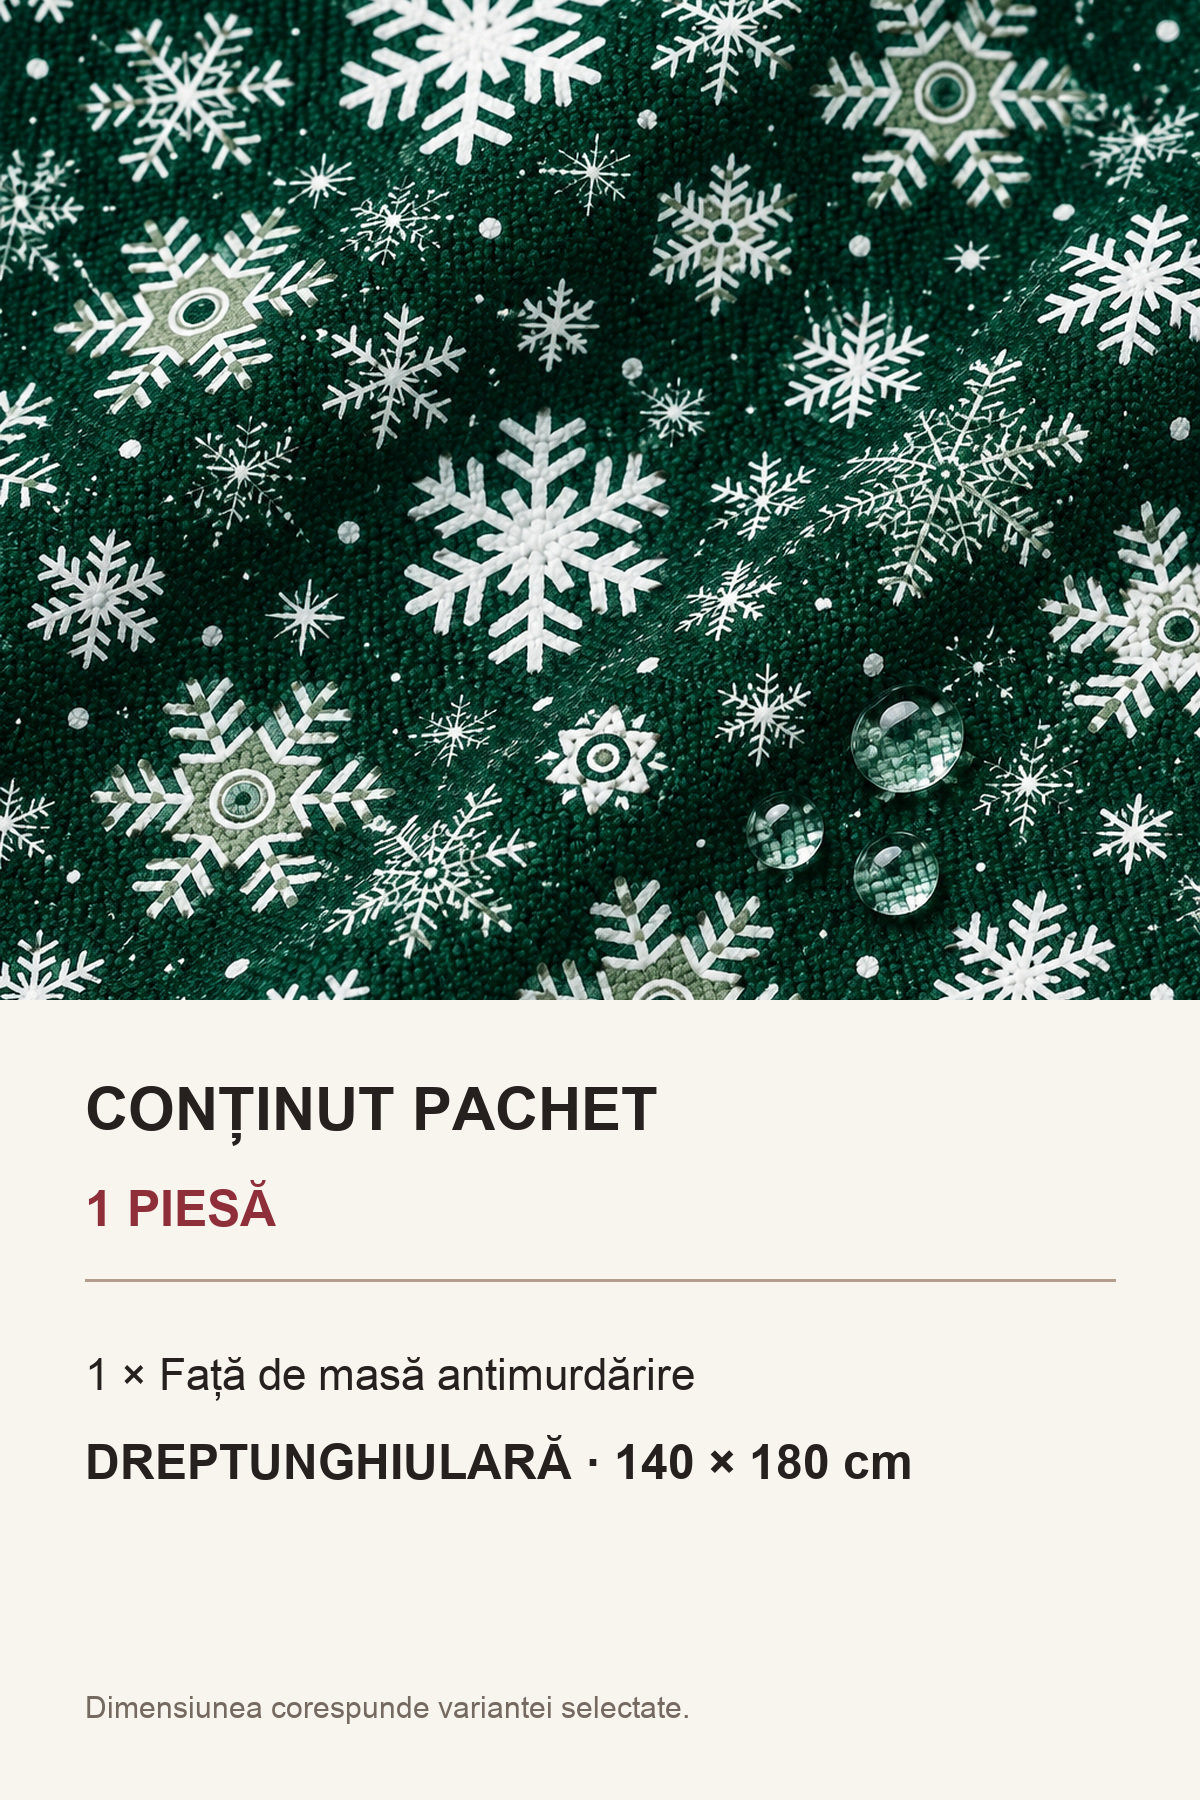 CONȚINUT PACHET
1 PIESĂ
1 × Față de masă antimurdărire
DREPTUNGHIULARĂ · 140 × 180 cm
Dimensiunea corespunde variantei selectate.